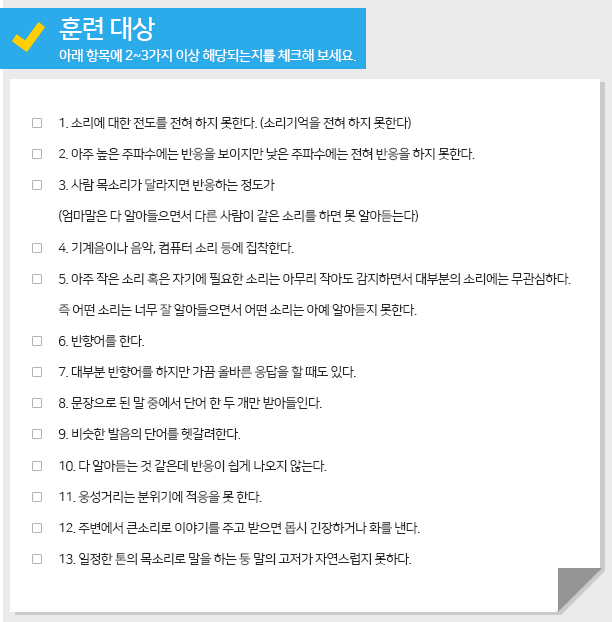 훈련 대상
아래 항목에 2~3가지 이상 해당되는지를 체크해 보세요.
1. 소리에 대한 전도를 전혀 하지 못한다. (소리기억을 전혀 하지 못한다)
2. 아주 높은 주파수에는 반응을 보이지만 낮은 주파수에는 전혀 반응을 하지 못한다.
3. 사람 목소리가 달라지면 반응하는 정도가
(엄마말은 다 알아들으면서 다른 사람이 같은 소리를 하면 못 알아듣는다)
4. 기계음이나 음악, 컴퓨터 소리 등에 집착한다.
5. 아주 작은 소리 혹은 자기에 필요한 소리는 아무리 작아도 감지하면서 대부분의 소리에는 무관심하다.
즉 어떤 소리는 너무 잘 알아들으면서 어떤 소리는 아예 알아듣지 못한다.
6. 반향어를 한다.
7. 대부분 반향어를 하지만 가끔 올바른 응답을 할 때도 있다.
8. 문장으로 된 말 중에서 단어 한 두 개만 받아들인다.
9. 비슷한 발음의 단어를 헷갈려한다.
10. 다 알아듣는 것 같은데 반응이 쉽게 나오지 않는다.
11. 웅성거리는 분위기에 적응을 못 한다.
12. 주변에서 큰소리로 이야기를 주고 받으면 몹시 긴장하거나 화를 낸다.
13. 일정한 톤의 목소리로 말을 하는 둥 말의 고저가 자연스럽지 못하다.